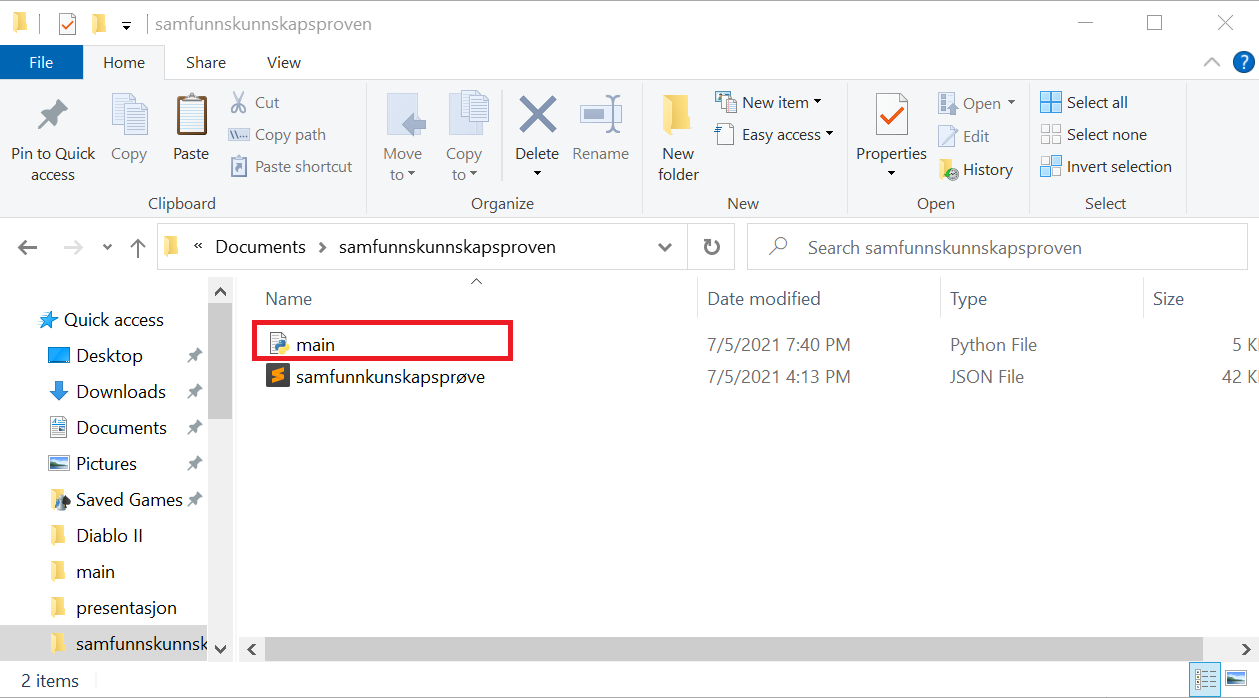 samfunnskunnskapsproven
File Home Share View
Pin to Quick access
Copy
Paste
Cut
Copy path
Paste shortcut
Clipboard
Move to
Copy to
Delete
Rename
Organize
New folder
New item
Easy access
New
Properties
Open
Edit
History
Open
Select all
Select none
Invert selection
Select
« Documents > samfunnskunnskapsproven
Search samfunnskunnskapsproven
Name Date modified Type Size
main 7/5/2021 7:40 PM Python File 5 K
samfunnkunskapsprøve 7/5/2021 4:13 PM JSON File 42 K
Quick access
Desktop
Downloads
Documents
Pictures
Saved Games
Diablo II
main
presentasjon
samfunnskunnsk
2 items